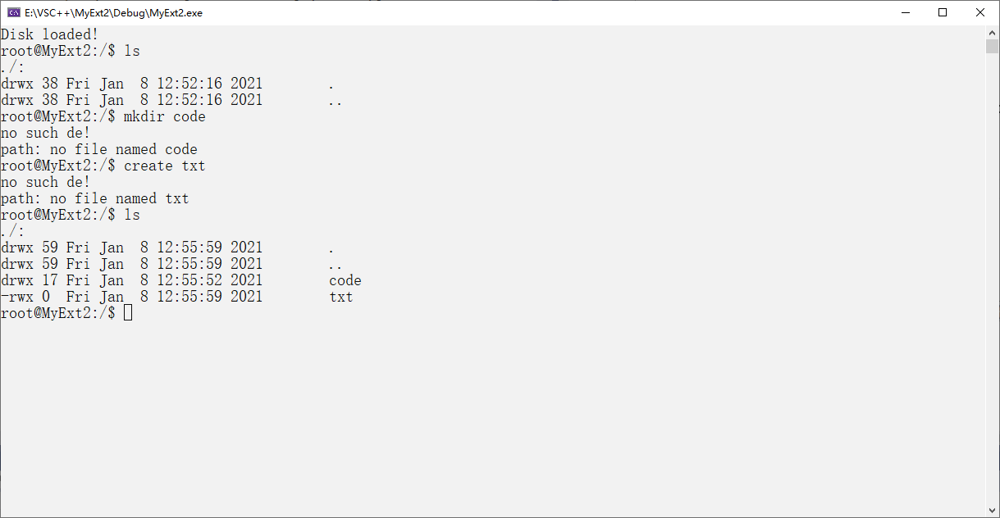 E:\VSC++\MyExt2\Debug\MyExt2.exe
Disk loaded!
root@MyExt2:/$ ls
./:
drwx 38 Fri Jan  8 12:52:16 2021        .
drwx 38 Fri Jan  8 12:52:16 2021        ..
root@MyExt2:/$ mkdir code
no such de!
path: no file named code
root@MyExt2:/$ create txt
no such de!
path: no file named txt
root@MyExt2:/$ ls
./:
drwx 59 Fri Jan  8 12:55:59 2021        .
drwx 59 Fri Jan  8 12:55:59 2021        ..
drwx 17 Fri Jan  8 12:55:52 2021        code
-rwx 0  Fri Jan  8 12:55:59 2021        txt
root@MyExt2:/$